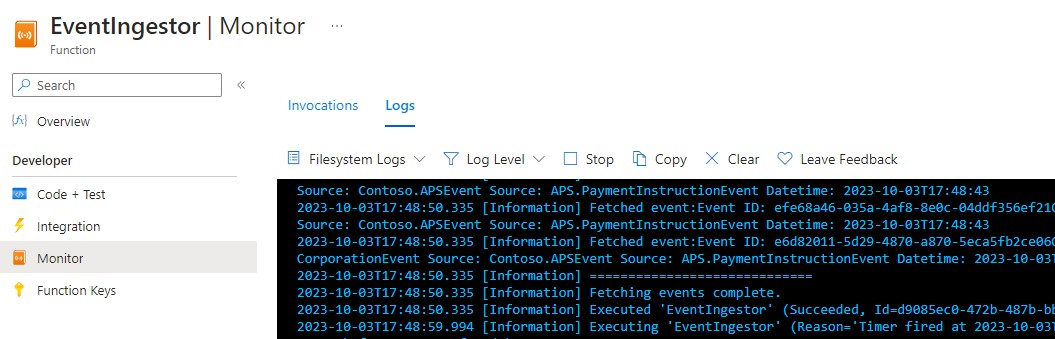 EventIngestor | Monitor ...
Function
Search
«
Overview
Developer
Code + Test
Integration
Monitor
Function Keys
Invocations Logs
Filesystem Logs Log Level Stop Copy Clear Leave Feedback
Source: Contoso.APSEvent Source: APS.PaymentInstructionEvent Datetime: 2023-10-03T17:48:43
2023-10-03T17:48:50.335 [Information] Fetched event:Event ID: efe68a46-035a-4af8-8e0c-04ddf356ef210
Source: Contoso.APSEvent Source: APS.PaymentInstructionEvent Datetime: 2023-10-03T17:48:43
2023-10-03T17:48:50.335 [Information] Fetched event:Event ID: e6d82011-5d29-4870-a870-5eca5fb2ce060
CorporationEvent Source: Contoso.APSEvent Source: APS.PaymentInstructionEvent Datetime: 2023-10-03T
2023-10-03T17:48:50.335 [Information] =============================
2023-10-03T17:48:50.335 [Information] Fetching events complete.
2023-10-03T17:48:50.335 [Information] Executed 'EventIngestor' (Succeeded, Id=d9085ec0-472b-487b-bb
2023-10-03T17:48:59.994 [Information] Executing 'EventIngestor' (Reason='Timer fired at 2023-10-03T